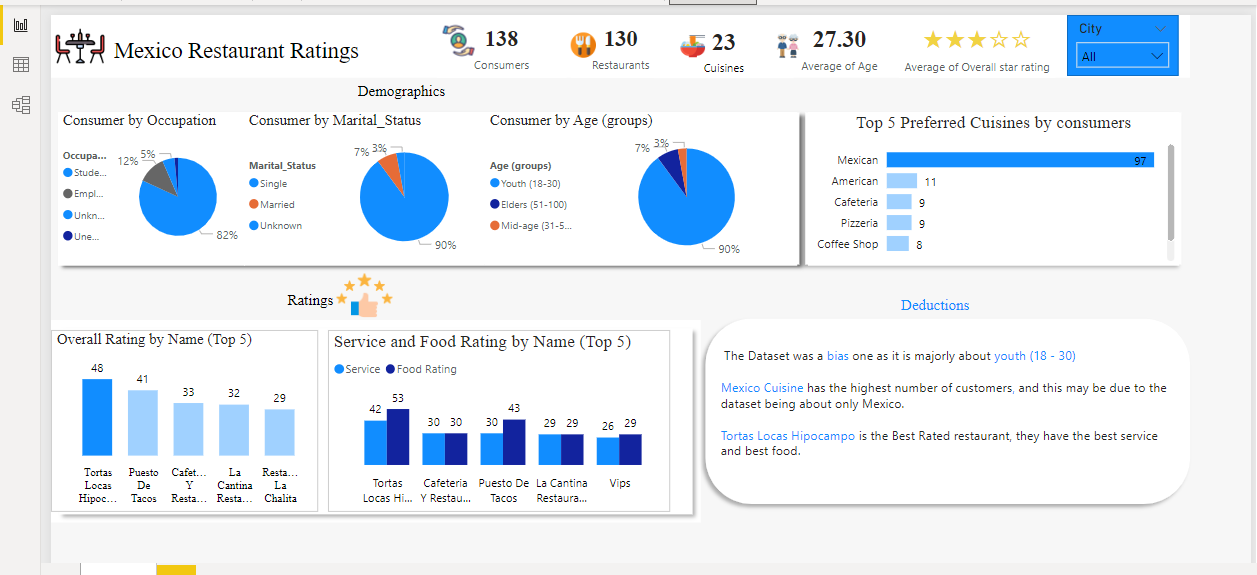 Mexico Restaurant Ratings
138
Consumers
130
Restaurants
23
Cuisines
27.30
Average of Age
Average of Overall star rating
City
All
Demographics
Consumer by Occupation
Occupa...
Stude...
Empl...
Unkn...
Une...
12%
5%
82%
Consumer by Marital_Status
Marital_Status
Single
Married
Unknown
7%
3%
90%
Consumer by Age (groups)
Age (groups)
Youth (18-30)
Elders (51-100)
Mid-age (31-5...
7%
3%
90%
Top 5 Preferred Cuisines by consumers
Mexican 97
American 11
Cafeteria 9
Pizzeria 9
Coffee Shop 8
Ratings
Overall Rating by Name (Top 5)
48
41
33
32
29
Tortas
Locas
Hipoc...
Puesto
De
Tacos
Cafet...
Y
Resta...
La
Cantina
Resta...
Resta...
La
Chalita
Service and Food Rating by Name (Top 5)
Service Food Rating
42 53
30 30
30 43
29 29
26 29
Tortas
Locas Hi...
Cafeteria
Y Restau...
Puesto De
Tacos
La Cantina
Restaura...
Vips
Deductions
The Dataset was a bias one as it is majorly about youth (18 - 30)
Mexico Cuisine has the highest number of customers, and this may be due to the
dataset being about only Mexico.
Tortas Locas Hipocampo is the Best Rated restaurant, they have the best service
and best food.